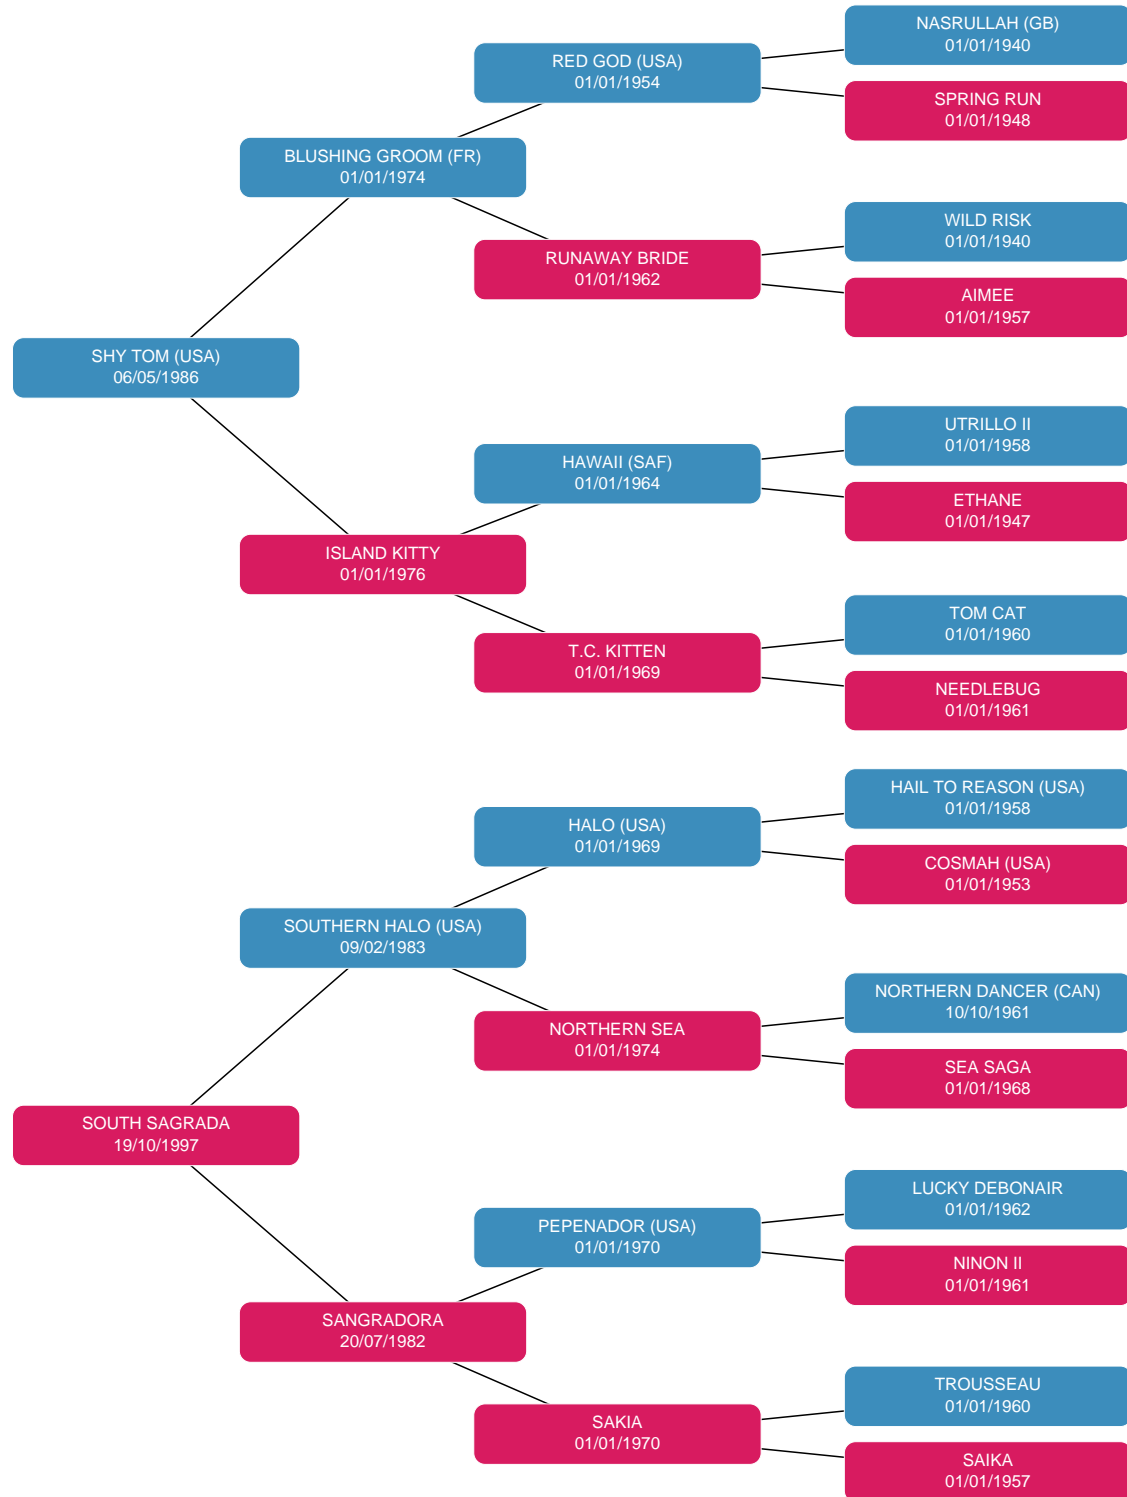 NASRULLAH (GB)
01/01/1940
RED GOD (USA)
01/01/1954
SPRING RUN
01/01/1948
BLUSHING GROOM (FR)
01/01/1974
WILD RISK
01/01/1940
RUNAWAY BRIDE
01/01/1962
AIMEE
01/01/1957
SHY TOM (USA)
06/05/1986
UTRILLO II
01/01/1958
HAWAII (SAF)
01/01/1964
ETHANE
01/01/1947
ISLAND KITTY
01/01/1976
TOM CAT
01/01/1960
T.C. KITTEN
01/01/1969
NEEDLEBUG
01/01/1961
HAIL TO REASON (USA)
01/01/1958
HALO (USA)
01/01/1969
COSMAH (USA)
01/01/1953
SOUTHERN HALO (USA)
09/02/1983
NORTHERN DANCER (CAN)
10/10/1961
NORTHERN SEA
01/01/1974
SEA SAGA
01/01/1968
SOUTH SAGRADA
19/10/1997
LUCKY DEBONAIR
01/01/1962
PEPENADOR (USA)
01/01/1970
NINON II
01/01/1961
SANGRADORA
20/07/1982
TROUSSEAU
01/01/1960
SAKIA
01/01/1970
SAIKA
01/01/1957